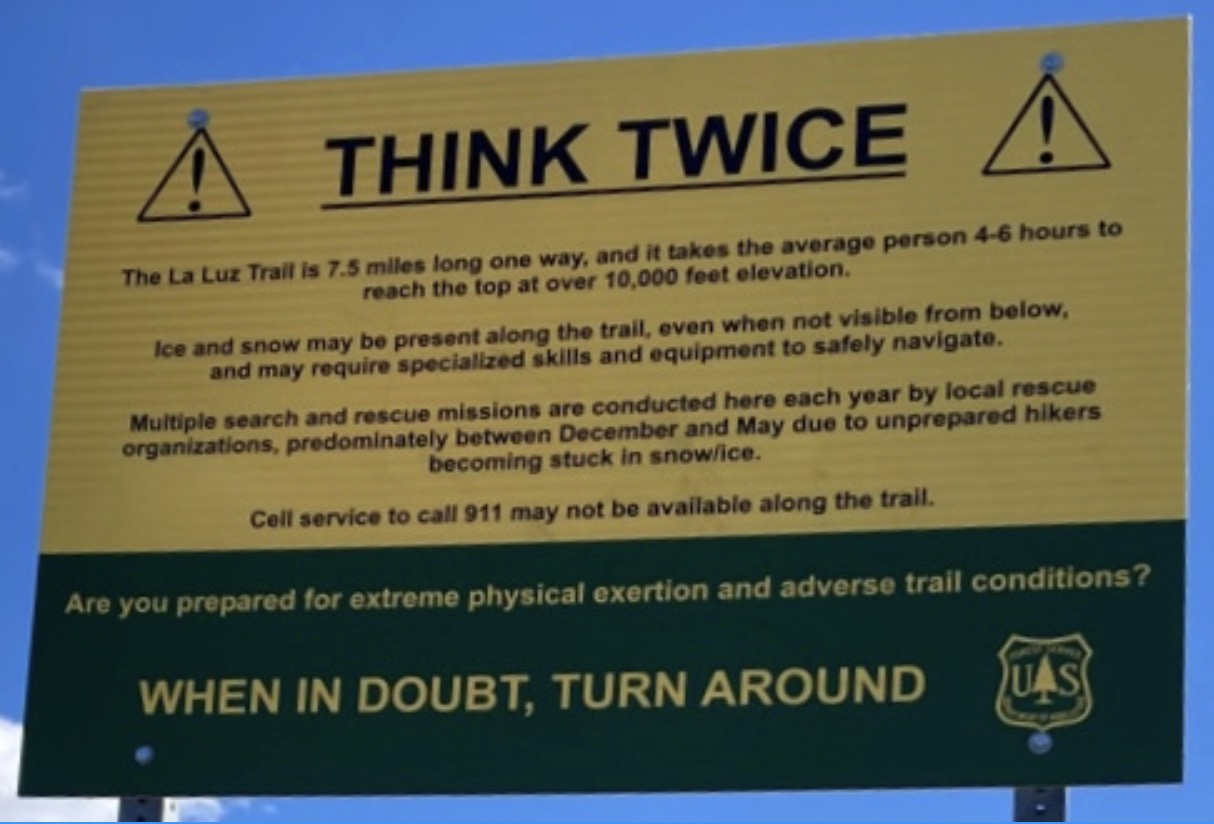 THINK TWICE
The La Luz Trail is 7.5 miles long one way, and it takes the average person 4-6 hours to
reach the top at over 10,000 feet elevation.
Ice and snow may be present along the trail, even when not visible from below,
and may require specialized skills and equipment to safely navigate.
Multiple search and rescue missions are conducted here each year by local rescue
organizations, predominately between December and May due to unprepared hikers
becoming stuck in snow/ice.
Cell service to call 911 may not be available along the trail.
Are you prepared for extreme physical exertion and adverse trail conditions?
WHEN IN DOUBT, TURN AROUND
FOREST SERVICE
U S